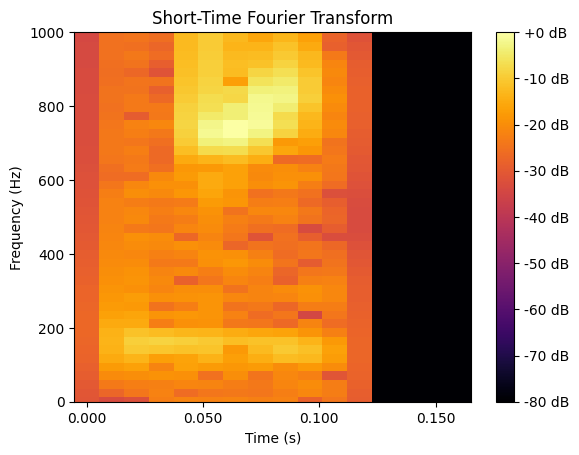 Short-Time Fourier Transform
1000
800
600
400
200
0
Frequency (Hz)
0.000
0.050
0.100
0.150
Time (s)
+0 dB
-10 dB
-20 dB
-30 dB
-40 dB
-50 dB
-60 dB
-70 dB
-80 dB